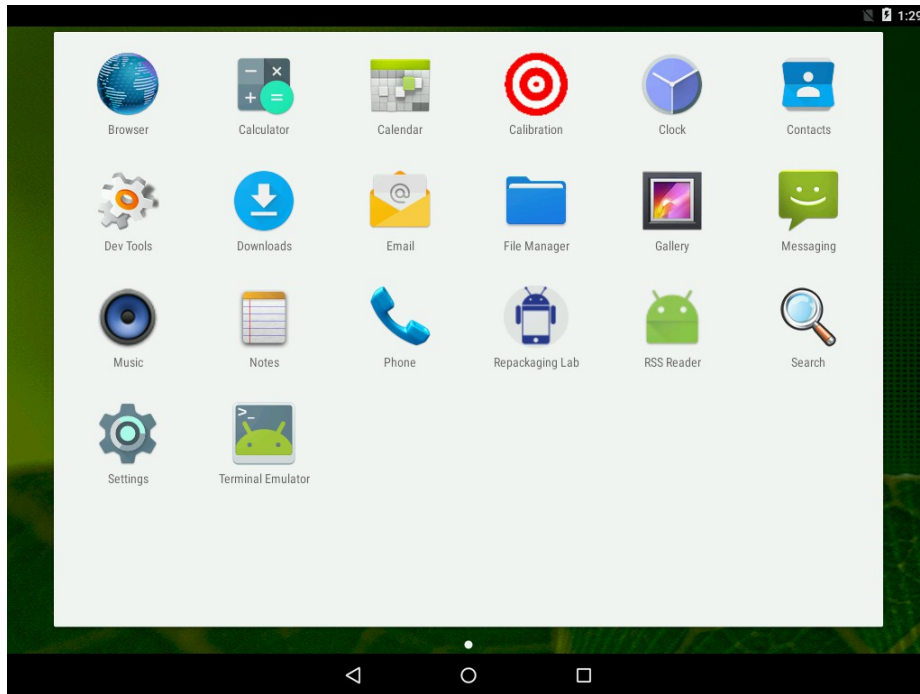 1:29
Browser
Calculator
Calendar
Calibration
Clock
Contacts
Dev Tools
Downloads
Email
File Manager
Gallery
Messaging
Music
Notes
Phone
Repackaging Lab
RSS Reader
Search
Settings
Terminal Emulator